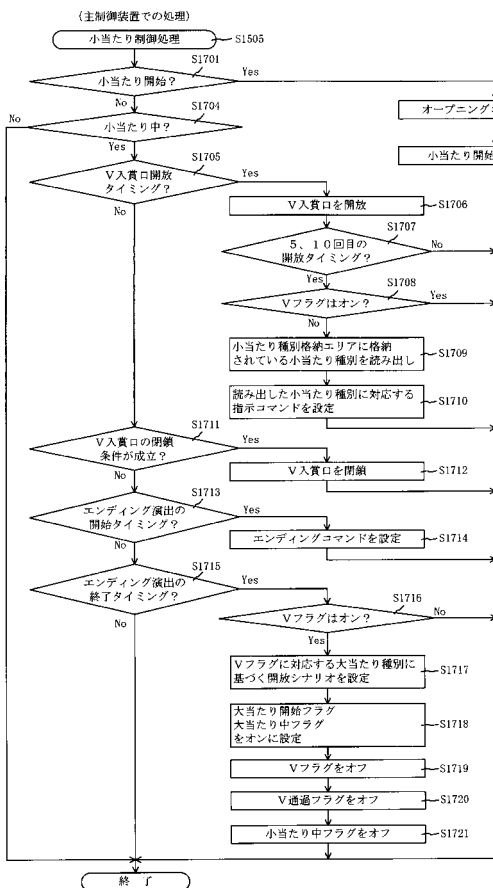 (主制御装置での処理)
小当たり制御処理
S1505
S1701
小当たり開始?
Yes
No
S1704
No
小当たり中?
オープニングコ
Yes
小当たり開始
S1705
V入賞口開放
タイミング?
Yes
No
V入賞口を開放
S1706
S1707
5、10回目の
開放タイミング?
No
Yes
S1708
Vフラグはオン?
Yes
No
小当たり種別格納エリアに格納
されている小当たり種別を読み出し
S1709
読み出した小当たり種別に対応する
指示コマンドを設定
S1710
S1711
V入賞口の閉鎖
条件が成立?
Yes
No
V入賞口を閉鎖
S1712
S1713
エンディング演出の
開始タイミング?
Yes
No
エンディングコマンドを設定
S1714
S1715
エンディング演出の
終了タイミング?
Yes
No
S1716
Vフラグはオン?
No
Yes
Vフラグに対応する大当たり種別に
基づく開放シナリオを設定
S1717
大当たり開始フラグ
大当たり中フラグ
をオンに設定
S1718
Vフラグをオフ
S1719
V通過フラグをオフ
S1720
小当たり中フラグをオフ
S1721
終了